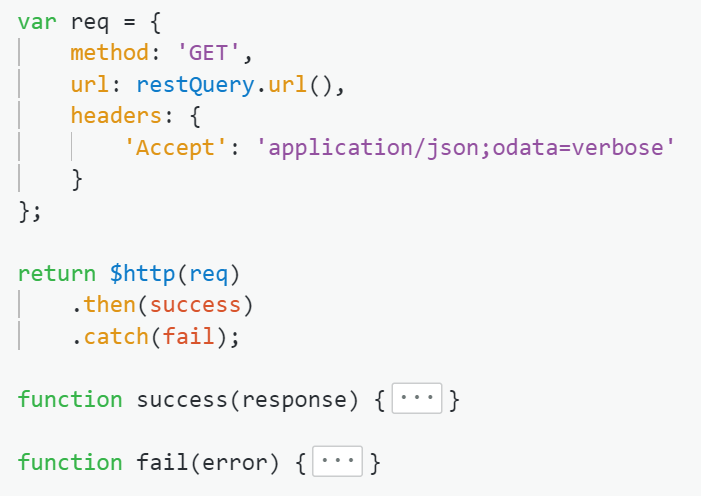 var req = {
    method: 'GET',
    url: restQuery.url(),
    headers: {
        'Accept': 'application/json;odata=verbose'
    }
};

return $http(req)
    .then(success)
    .catch(fail);

function success(response) {···}

function fail(error) {···}